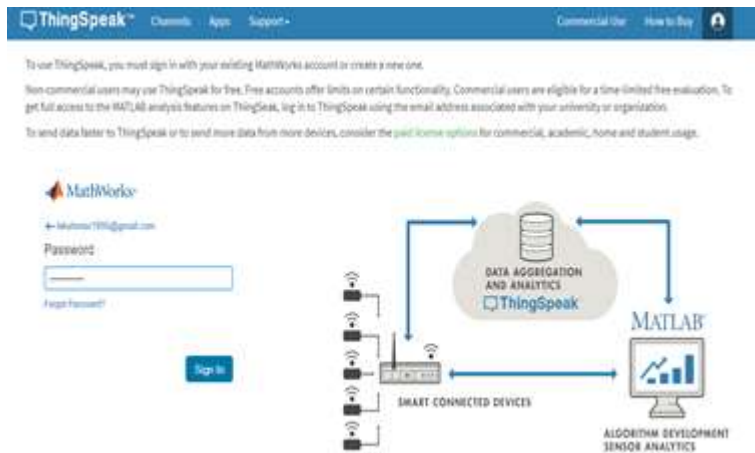 ThingSpeak™ Channels Apps Support Commercial Use How to Buy
To use ThingSpeak, you must sign in with your existing MathWorks account or create a new one.
Non-commercial users may use ThingSpeak for free. Free accounts offer limits on certain functionality. Commercial users are eligible for a time-limited free evaluation. To
get full access to the MATLAB analysis features on ThingSpeak, log in to ThingSpeak using the email address associated with your university or organization.
To send data faster to ThingSpeak or to send more data from more devices, consider the paid license options for commercial, academic, home and student usage.
MathWorks
@gmail.com
Password
Forgot Password?
Sign In
DATA AGGREGATION
AND ANALYTICS
ThingSpeak
MATLAB
SMART CONNECTED DEVICES
ALGORITHM DEVELOPMENT
SENSOR ANALYTICS